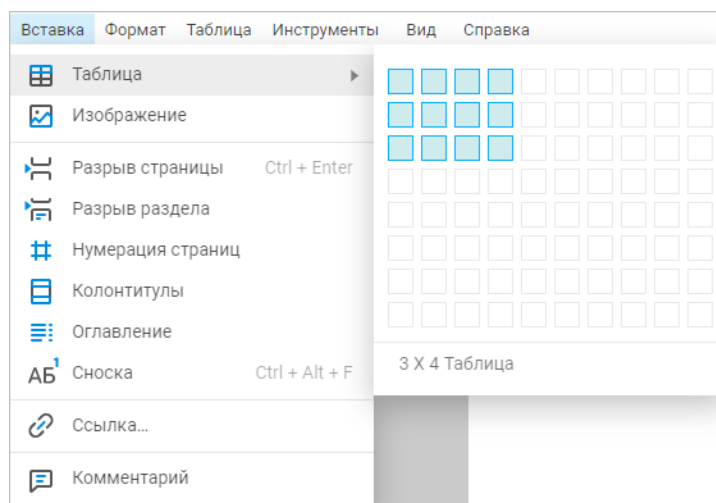 Вставка Формат Таблица Инструменты Вид Справка
Таблица
Изображение
Разрыв страницы Ctrl + Enter
Разрыв раздела
Нумерация страниц
Колонтитулы
Оглавление
АБ1 Сноска Ctrl + Alt + F
Ссылка...
Комментарий
3 X 4 Таблица